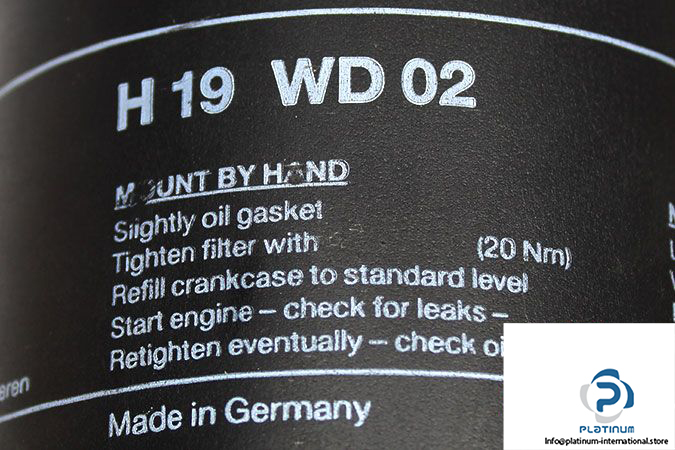 H 19 WD 02
MOUNT BY HAND
Slightly oil gasket
Tighten filter with (20 Nm)
Refill crankcase to standard level
Start engine – check for leaks –
Retighten eventually – check
eren
Made in Germany
PLATINUM
Info@platinum-international.store